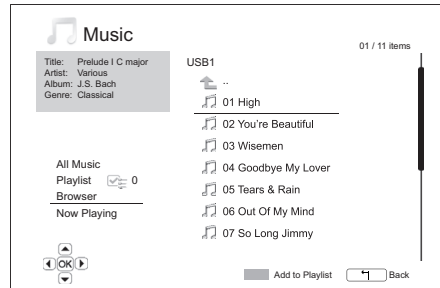 Music
01 / 11 items
Title: Prelude I C major
Artist: Various
Album: J.S. Bach
Genre: Classical
USB1
..
01 High
02 You're Beautiful
03 Wisemen
04 Goodbye My Lover
05 Tears & Rain
06 Out Of My Mind
07 So Long Jimmy
All Music
Playlist 0
Browser
Now Playing
OK
Add to Playlist
Back